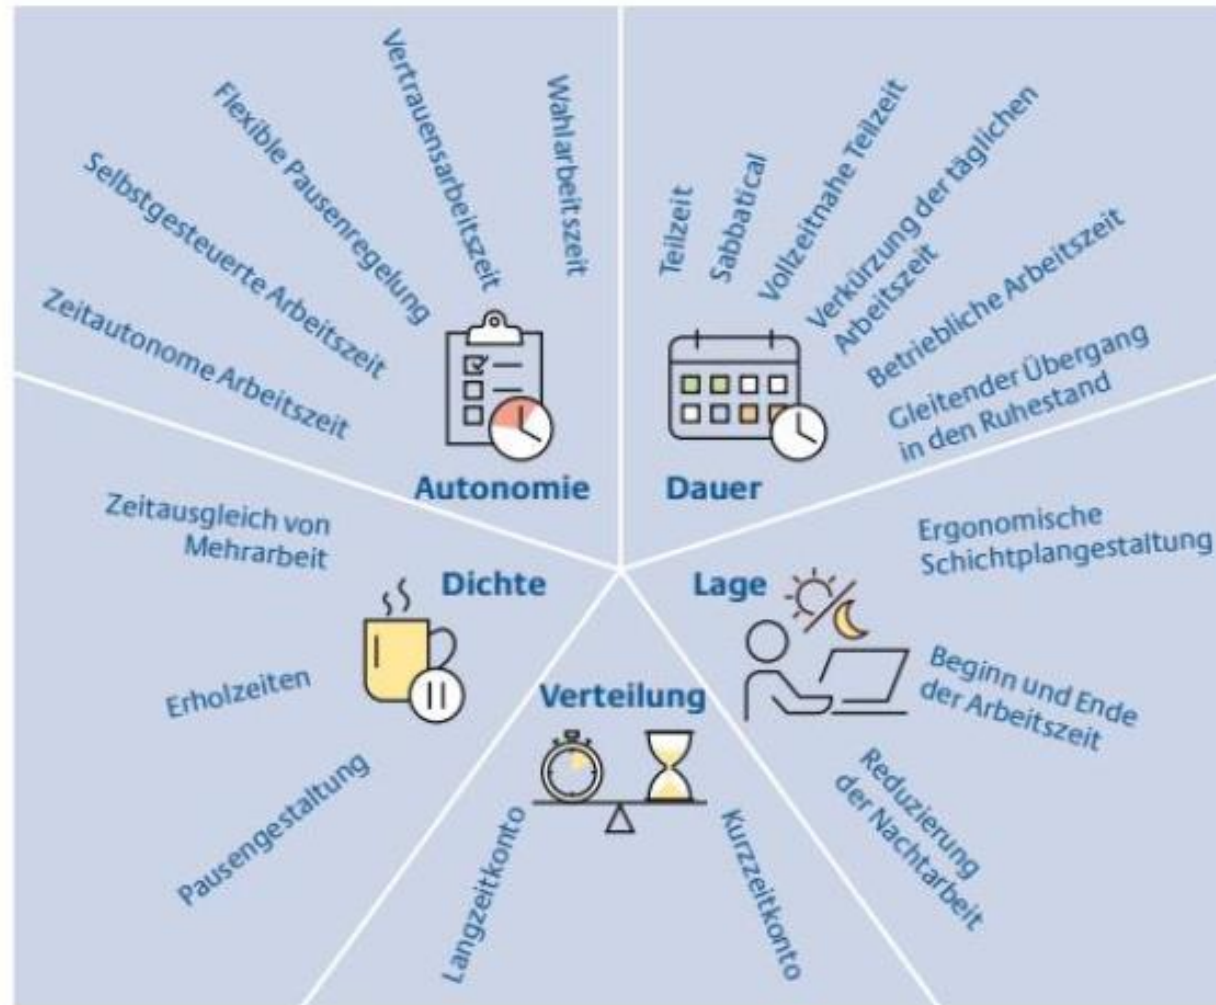 Zeitautonome Arbeitszeit
Selbstgesteuerte Arbeitszeit
Flexible Pausenregelung
Vertrauensarbeitszeit
Wahlarbeitszeit
Autonomie
Teilzeit
Sabbatical
Vollzeitnahe Teilzeit
Verkürzung der täglichen
Arbeitszeit
Betriebliche Arbeitszeit
Gleitender Übergang
in den Ruhestand
Dauer
Lage
Ergonomische
Schichtplangestaltung
Beginn und Ende
der Arbeitszeit
Reduzierung
der Nachtarbeit
Verteilung
Kurzzeitkonto
Langzeitkonto
Dichte
Zeitausgleich von
Mehrarbeit
Erholzeiten
Pausengestaltung